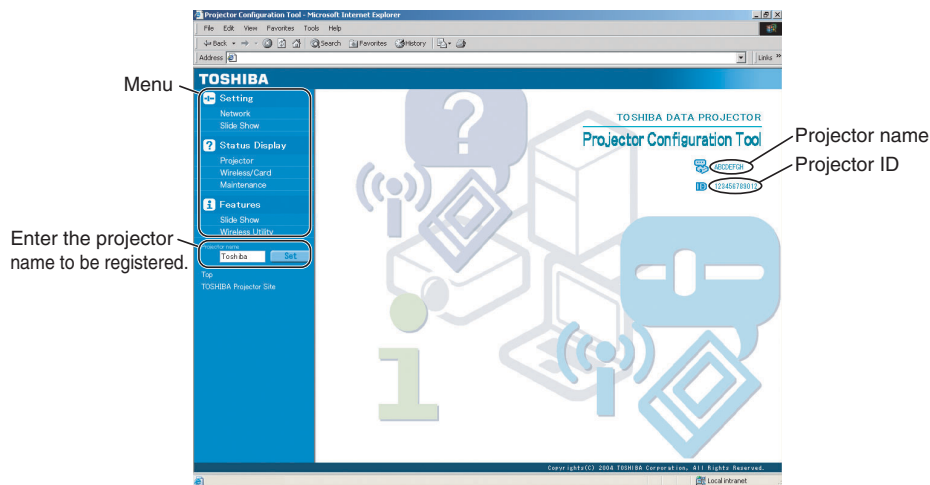 Projector Configuration Tool - Microsoft Internet Explorer
File Edit View Favorites Tools Help
Back Search Favorites History
Address Links »
TOSHIBA
Menu
Setting
Network
Slide Show
Status Display
Projector
Wireless/Card
Maintenance
Features
Slide Show
Wireless Utility
Enter the projector
name to be registered.
Projector name
Toshiba Set
Top
TOSHIBA Projector Site
TOSHIBA DATA PROJECTOR
Projector Configuration Tool
ABCDEFGH
Projector name
ID 123456789012
Projector ID
Copyrights(C) 2004 TOSHIBA Corporation, All Rights Reserved.
Local intranet